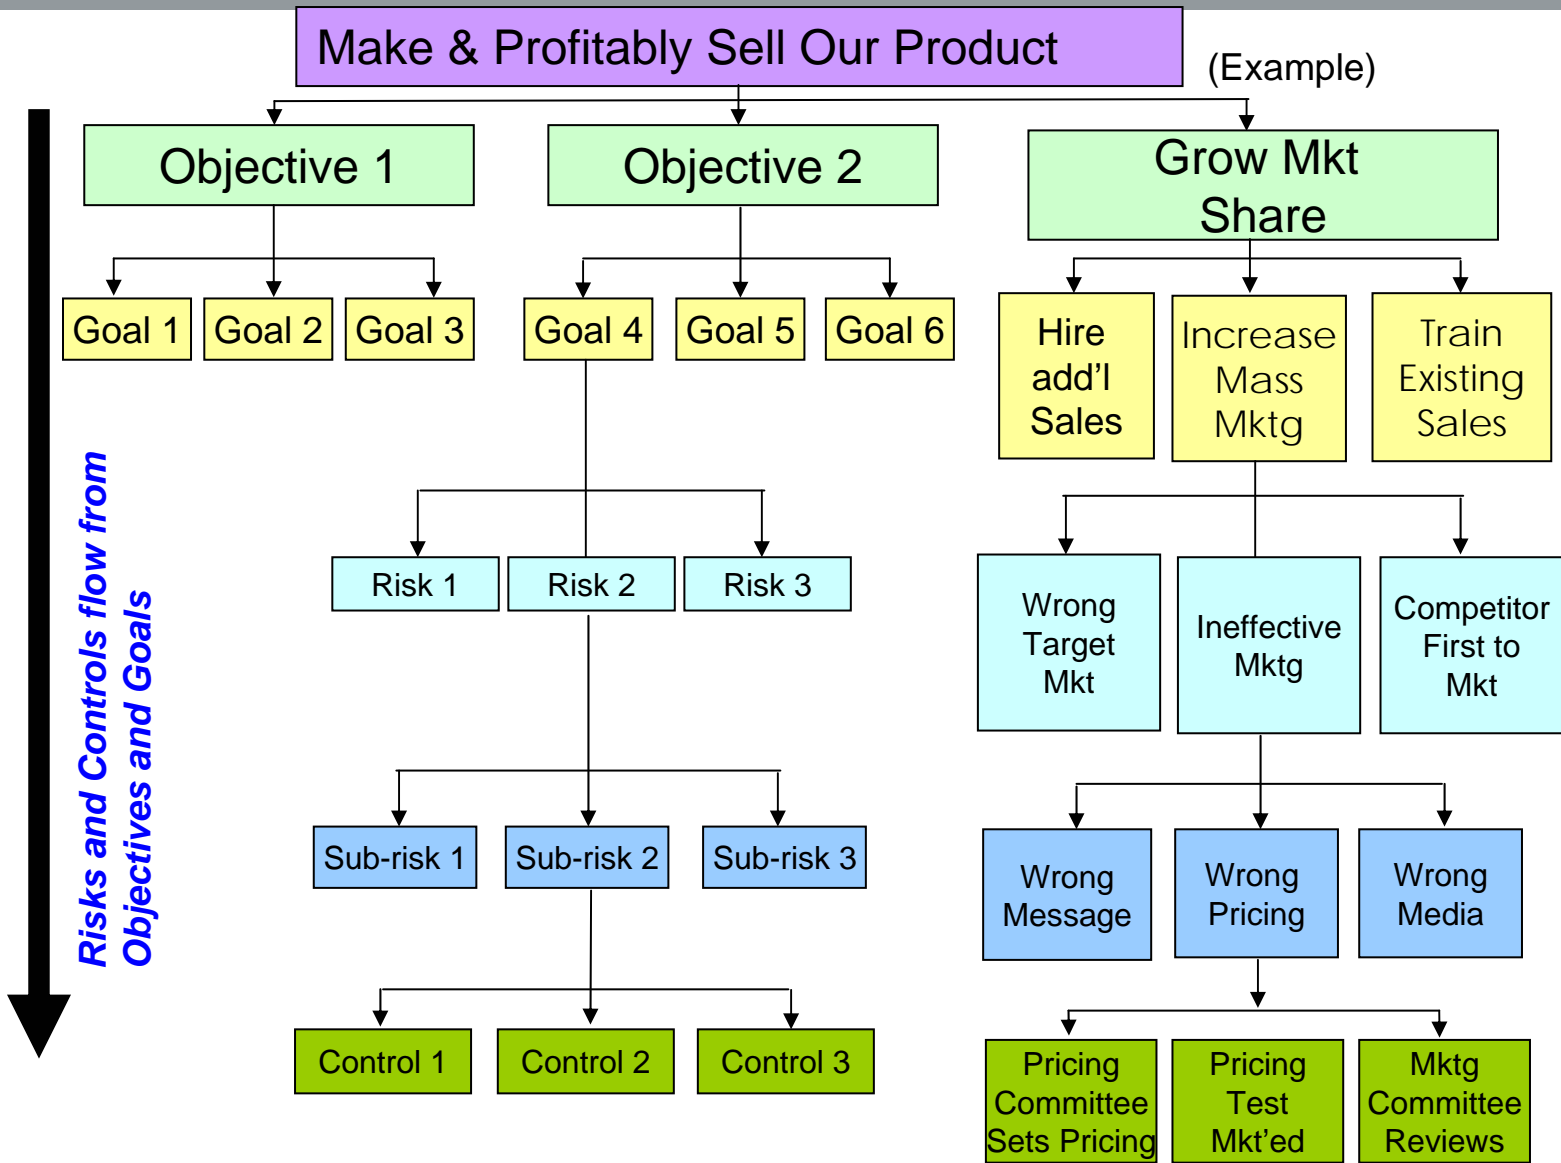 Make & Profitably Sell Our Product
(Example)
Objective 1
Objective 2
Grow Mkt
Share
Goal 1
Goal 2
Goal 3
Goal 4
Goal 5
Goal 6
Hire
add'l
Sales
Increase
Mass
Mktg
Train
Existing
Sales
Risks and Controls flow from
Objectives and Goals
Risk 1
Risk 2
Risk 3
Wrong
Target
Mkt
Ineffective
Mktg
Competitor
First to
Mkt
Sub-risk 1
Sub-risk 2
Sub-risk 3
Wrong
Message
Wrong
Pricing
Wrong
Media
Control 1
Control 2
Control 3
Pricing
Committee
Sets Pricing
Pricing
Test
Mkt'ed
Mktg
Committee
Reviews